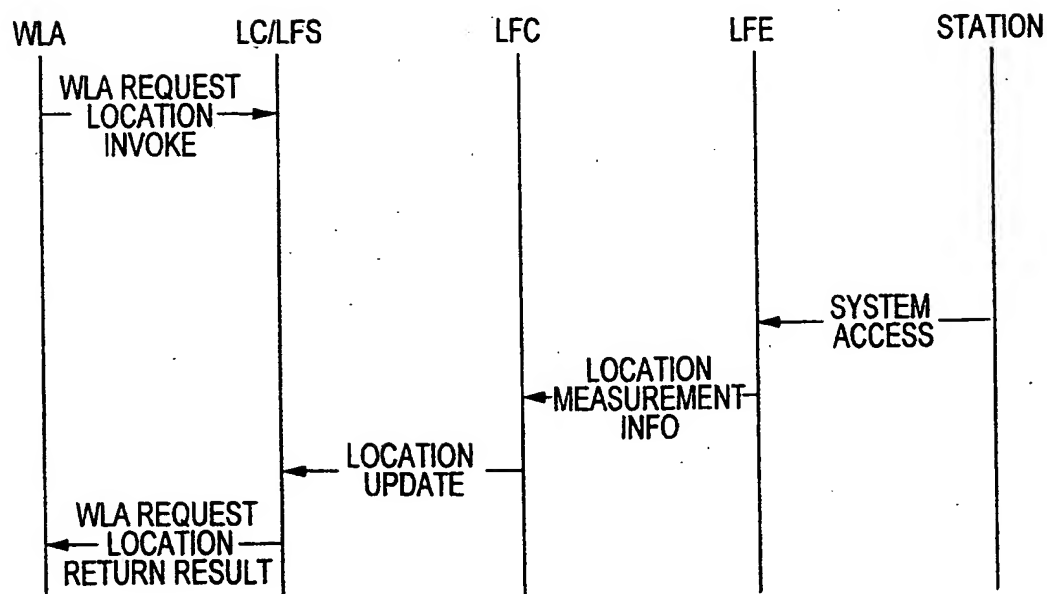 WLA LC/LFS LFC LFE STATION
WLA REQUEST
LOCATION
INVOKE
SYSTEM
ACCESS
LOCATION
MEASUREMENT
INFO
LOCATION
UPDATE
WLA REQUEST
LOCATION
RETURN RESULT